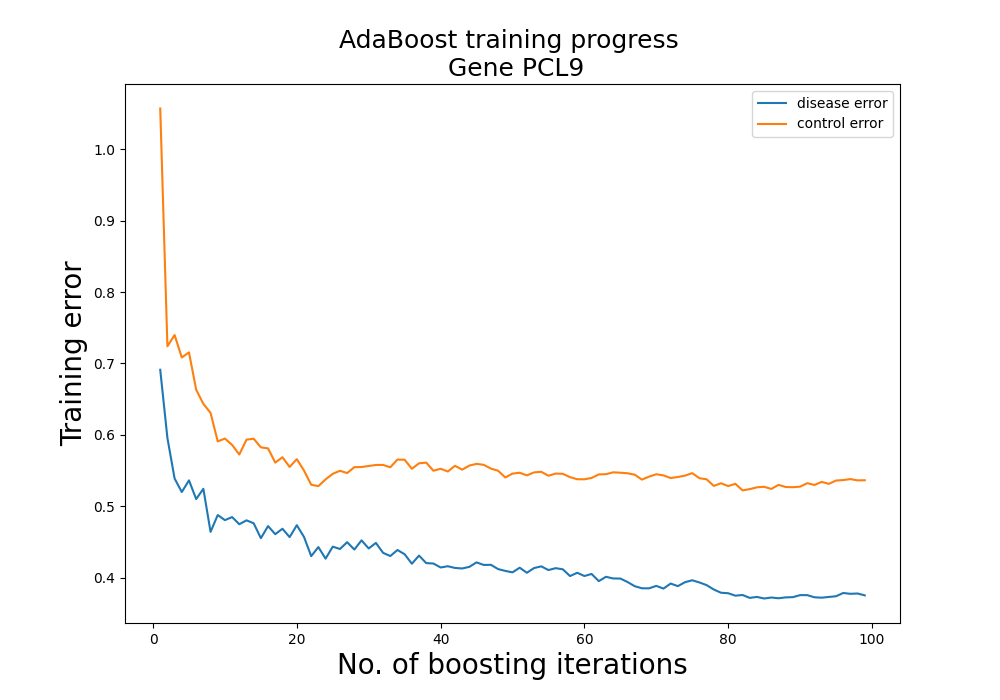 AdaBoost training progress
Gene PCL9
disease error
control error
Training error
1.0
0.9
0.8
0.7
0.6
0.5
0.4
0 20 40 60 80 100
No. of boosting iterations